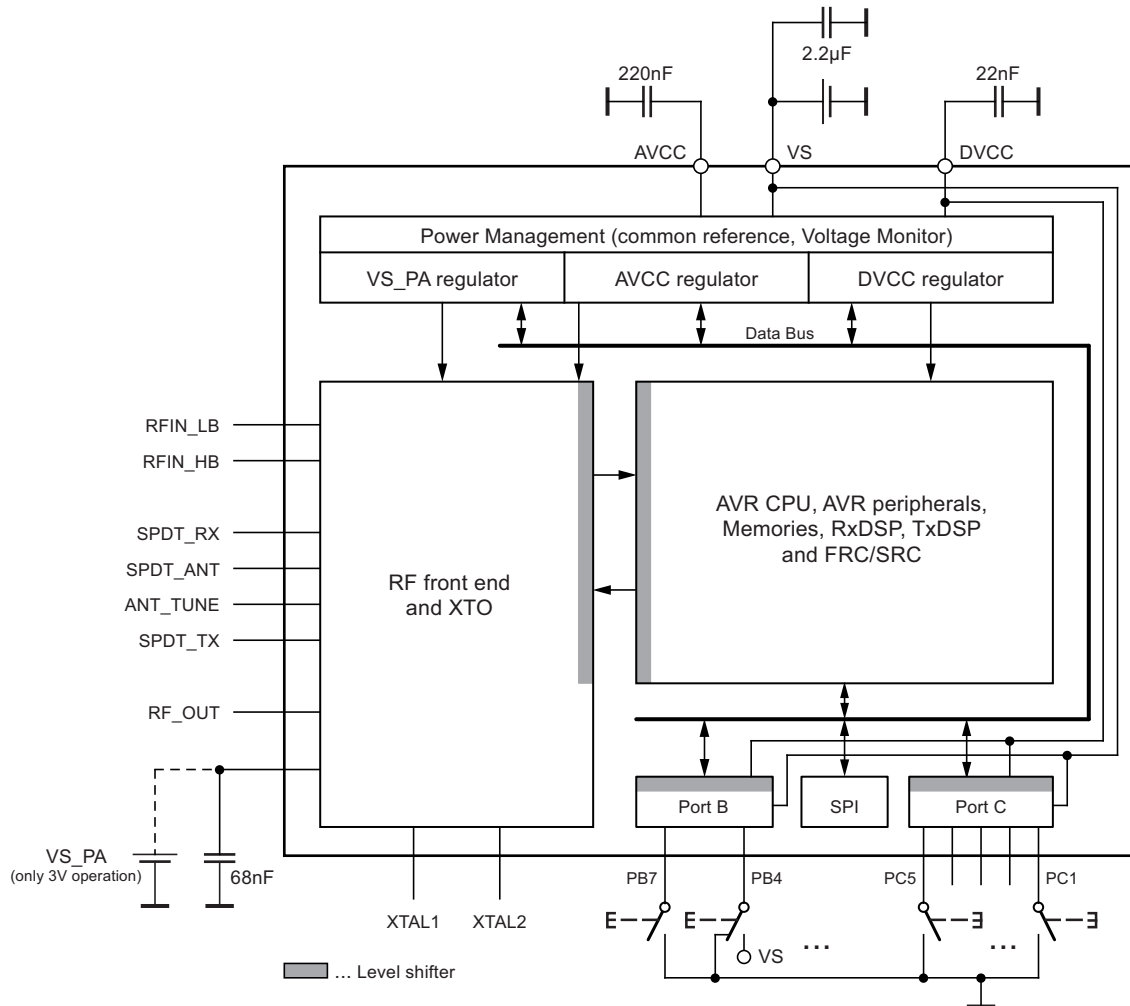 2.2µF
220nF
22nF
AVCC
VS
DVCC
Power Management (common reference, Voltage Monitor)
VS_PA regulator
AVCC regulator
DVCC regulator
Data Bus
RFIN_LB
RFIN_HB
SPDT_RX
SPDT_ANT
ANT_TUNE
SPDT_TX
RF_OUT
RF front end
and XTO
AVR CPU, AVR peripherals,
Memories, RxDSP, TxDSP
and FRC/SRC
Port B
SPI
Port C
VS_PA
(only 3V operation)
68nF
XTAL1
XTAL2
PB7
PB4
PC5
PC1
VS
...
...
... Level shifter